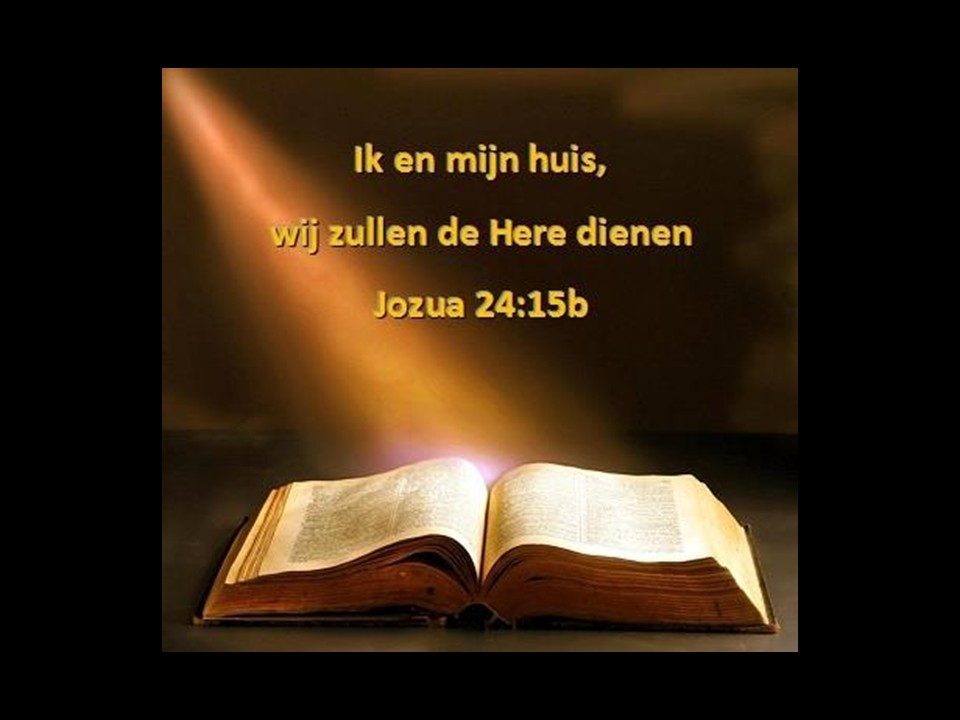 Ik en mijn huis,
wij zullen de Here dienen
Jozua 24:15b